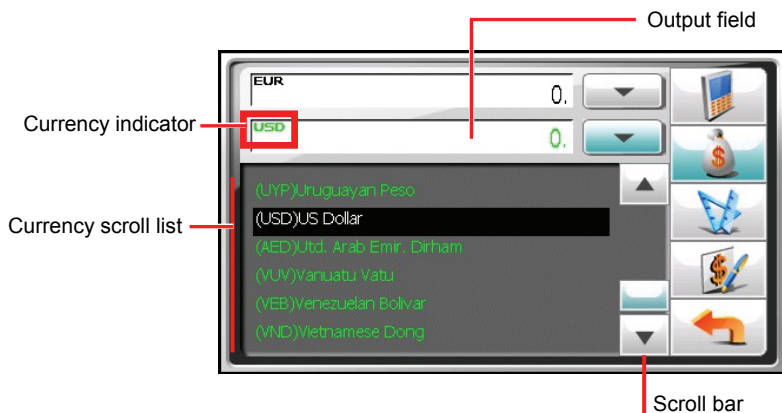 Output field
EUR
0.
Currency indicator
USD
0.
$
Currency scroll list
(UYP)Uruguayan Peso
(USD)US Dollar
(AED)Utd. Arab Emir. Dirham
(VUV)Vanuatu Vatu
$
(VEB)Venezuelan Bolivar
(VND)Vietnamese Dong
Scroll bar